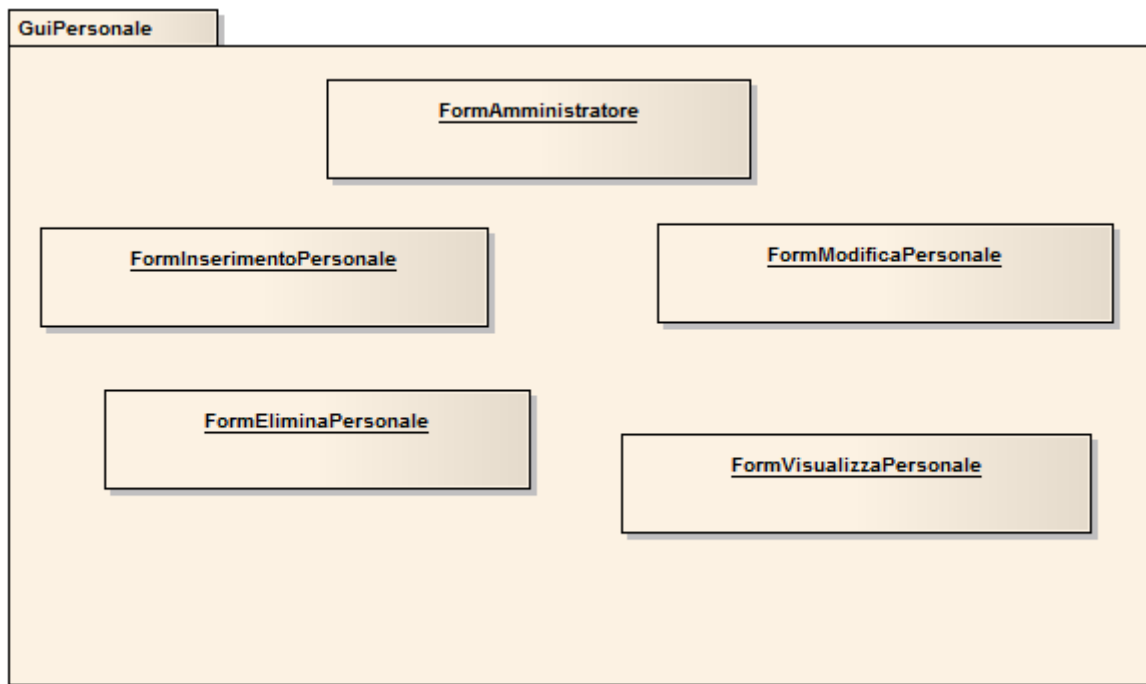 GuiPersonale
FormAmministratore
FormInserimentoPersonale
FormModificaPersonale
FormEliminaPersonale
FormVisualizzaPersonale